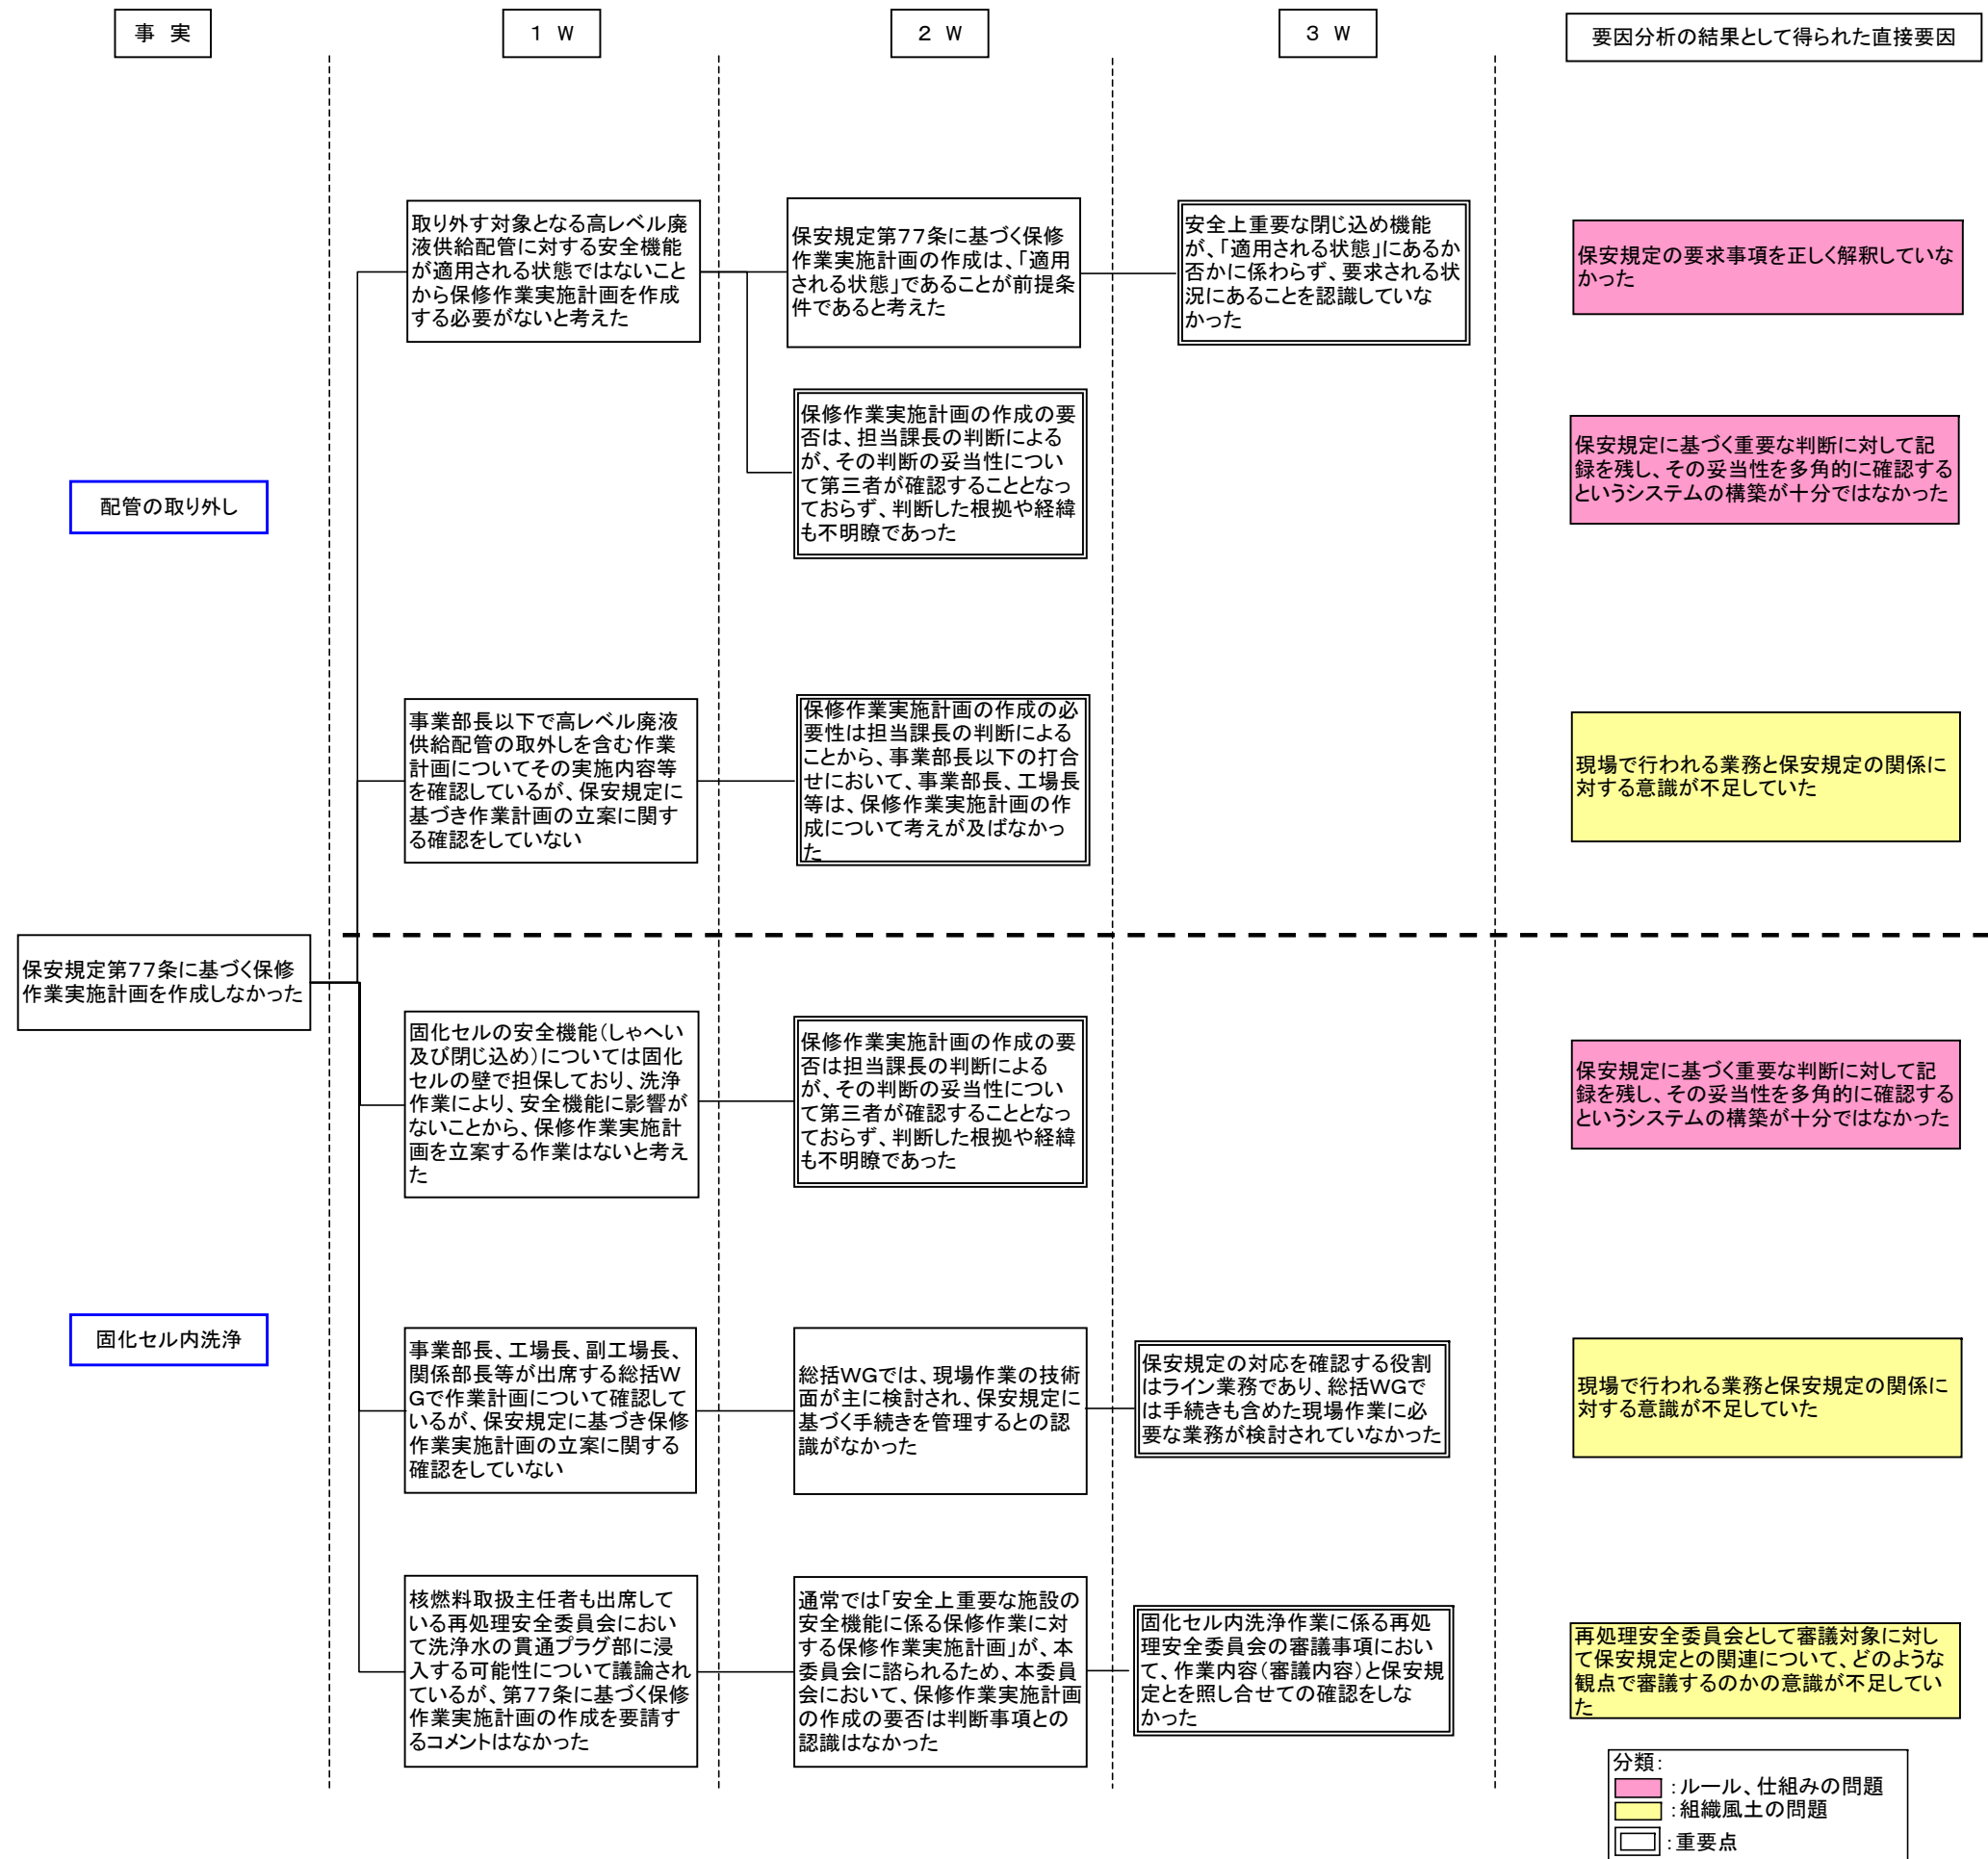 事 実
１ Ｗ
２ Ｗ
３ Ｗ
要因分析の結果として得られた直接要因
取り外す対象となる高レベル廃
液供給配管に対する安全機能
が適用される状態ではないこと
から保修作業実施計画を作成
する必要がないと考えた
保安規定第７７条に基づく保修
作業実施計画の作成は、「適用
される状態」であることが前提条
件であると考えた
安全上重要な閉じ込め機能
が、「適用される状態」にあるか
否かに係わらず、要求される状
況にあることを認識していな
かった
保安規定の要求事項を正しく解釈していな
かった
保修作業実施計画の作成の要
否は、担当課長の判断による
が、その判断の妥当性につい
て第三者が確認することとなっ
ておらず、判断した根拠や経緯
も不明瞭であった
保安規定に基づく重要な判断に対して記
録を残し、その妥当性を多角的に確認する
というシステムの構築が十分ではなかった
配管の取り外し
事業部長以下で高レベル廃液
供給配管の取外しを含む作業
計画についてその実施内容等
を確認しているが、保安規定に
基づき作業計画の立案に関す
る確認をしていない
保修作業実施計画の作成の必
要性は担当課長の判断による
ことから、事業部長以下の打合
せにおいて、事業部長、工場長
等は、保修作業実施計画の作
成について考えが及ばなかっ
た
現場で行われる業務と保安規定の関係に
対する意識が不足していた
保安規定第７７条に基づく保修
作業実施計画を作成しなかった
固化セルの安全機能（しゃへい
及び閉じ込め）については固化
セルの壁で担保しており、洗浄
作業により、安全機能に影響が
ないことから、保修作業実施計
画を立案する作業はないと考え
た
保修作業実施計画の作成の要
否は担当課長の判断による
が、その判断の妥当性につい
て第三者が確認することとなっ
ておらず、判断した根拠や経緯
も不明瞭であった
保安規定に基づく重要な判断に対して記
録を残し、その妥当性を多角的に確認する
というシステムの構築が十分ではなかった
固化セル内洗浄
事業部長、工場長、副工場長、
関係部長等が出席する総括Ｗ
Ｇで作業計画について確認して
いるが、保安規定に基づき保修
作業実施計画の立案に関する
確認をしていない
総括ＷＧでは、現場作業の技術
面が主に検討され、保安規定に
基づく手続きを管理するとの認
識がなかった
保安規定の対応を確認する役割
はライン業務であり、総括ＷＧで
は手続きも含めた現場作業に必
要な業務が検討されていなかった
現場で行われる業務と保安規定の関係に
対する意識が不足していた
核燃料取扱主任者も出席して
いる再処理安全委員会におい
て洗浄水の貫通プラグ部に浸
入する可能性について議論され
ているが、第７７条に基づく保修
作業実施計画の作成を要請す
るコメントはなかった
通常では「安全上重要な施設の
安全機能に係る保修作業に対
する保修作業実施計画」が、本
委員会に諮られるため、本委員
会において、保修作業実施計画
の作成の要否は判断事項との
認識はなかった
固化セル内洗浄作業に係る再処
理安全委員会の審議事項におい
て、作業内容（審議内容）と保安規
定とを照し合せての確認をしな
かった
再処理安全委員会として審議対象に対し
て保安規定との関連について、どのような
観点で審議するのかの意識が不足してい
た
分類：
：ルール、仕組みの問題
：組織風土の問題
：重要点